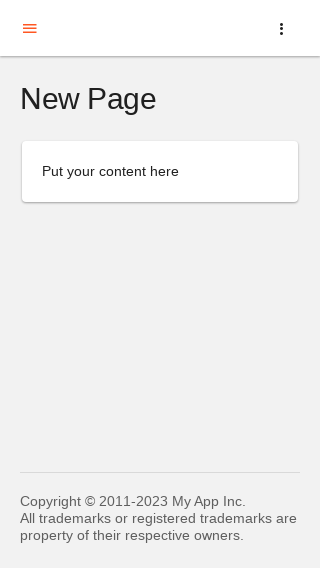 New Page
Put your content here
Copyright © 2011-2023 My App Inc.
All trademarks or registered trademarks are
property of their respective owners.